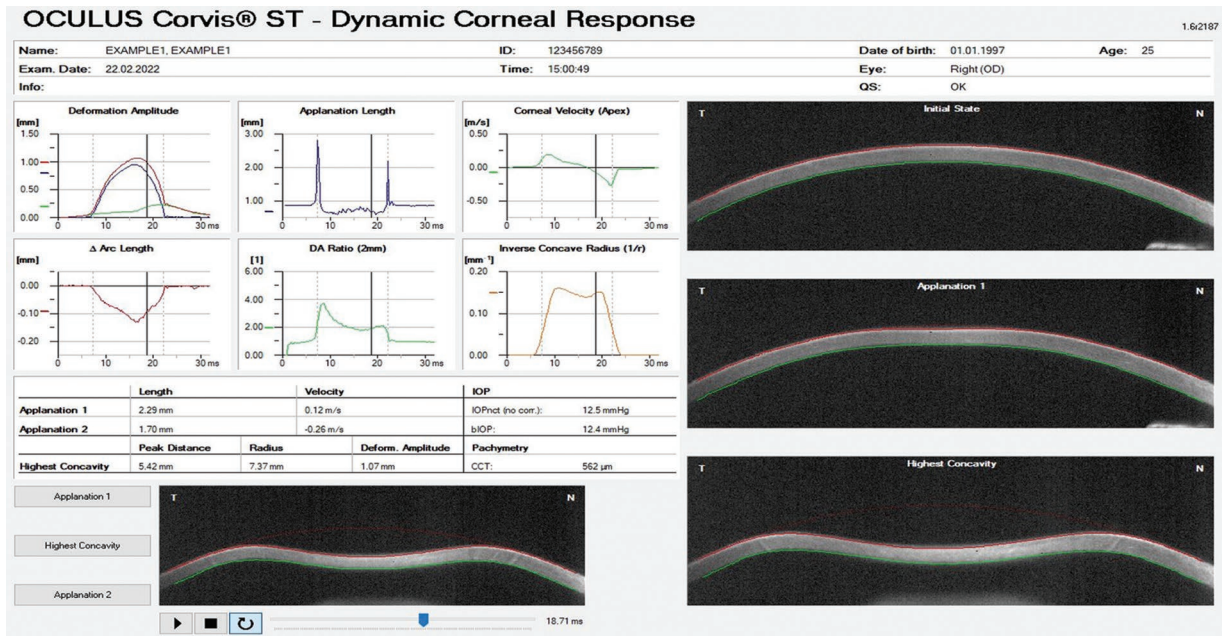 OCULUS Corvis® ST - Dynamic Corneal Response
1.6r2187
Name: EXAMPLE1, EXAMPLE1 ID: 123456789 Date of birth: 01.01.1997 Age: 25
Exam. Date: 22.02.2022 Time: 15:00:49 Eye: Right (OD)
Info: QS: OK
Deformation Amplitude
[mm]
1.50
1.00
0.50
0.00
0 10 20 30 ms
Applanation Length
[mm]
3.00
2.00
1.00
0 10 20 30 ms
Corneal Velocity (Apex)
[m/s]
0.50
0.00
-0.50
0 10 20 30 ms
Δ Arc Length
[mm]
0.00
-0.10
-0.20
0 10 20 30 ms
DA Ratio (2mm)
[1]
6.00
4.00
2.00
0.00
0 10 20 30 ms
Inverse Concave Radius (1/r)
[mm⁻¹]
0.20
0.10
0.00
0 10 20 30 ms
Length Velocity IOP
Applanation 1 2.29 mm 0.12 m/s IOPnct (no corr.): 12.5 mmHg
Applanation 2 1.70 mm -0.26 m/s bIOP: 12.4 mmHg
Peak Distance Radius Deform. Amplitude Pachymetry
Highest Concavity 5.42 mm 7.37 mm 1.07 mm CCT: 562 µm
Applanation 1
Highest Concavity
Applanation 2
T N
18.71 ms
T Initial State N
T Applanation 1 N
T Highest Concavity N